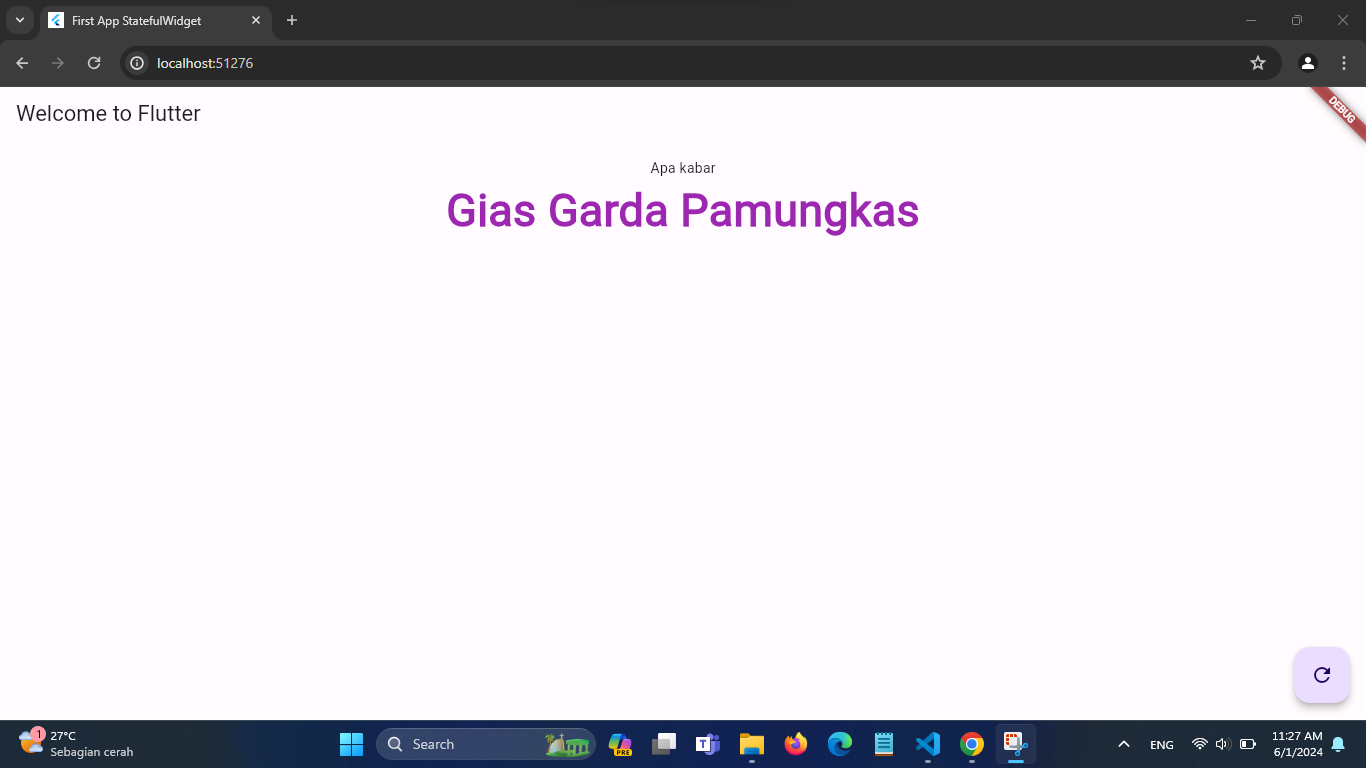 First App StatefulWidget
localhost:51276
Welcome to Flutter
DEBUG
Apa kabar
Gias Garda Pamungkas
1
27°C
Sebagian cerah
Search
PRE
ENG
11:27 AM
6/1/2024